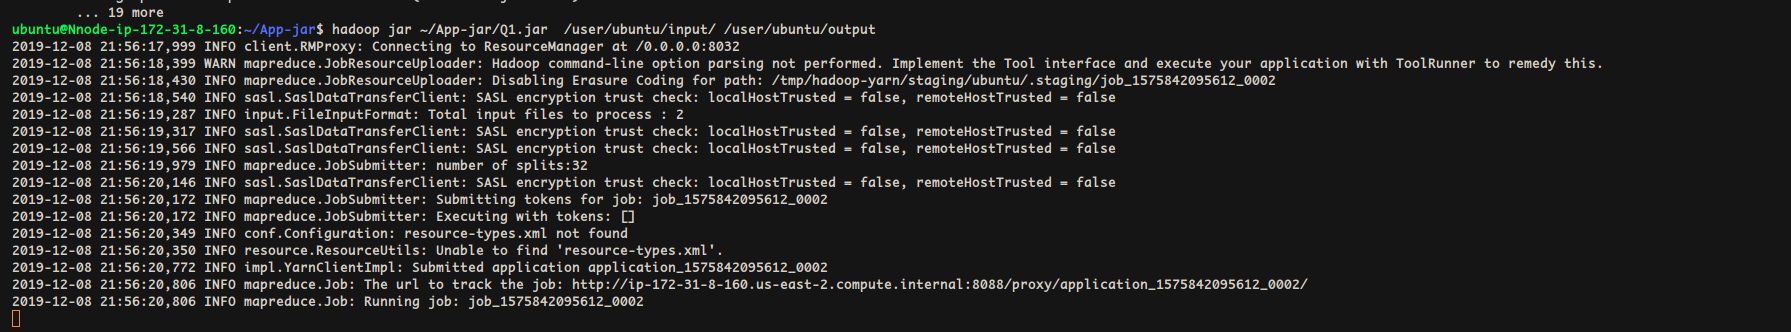 ... 19 more
ubuntu@Nnode-ip-172-31-8-160:~/App-jar$ hadoop jar ~/App-jar/Q1.jar  /user/ubuntu/input/ /user/ubuntu/output
2019-12-08 21:56:17,999 INFO client.RMProxy: Connecting to ResourceManager at /0.0.0.0:8032
2019-12-08 21:56:18,399 WARN mapreduce.JobResourceUploader: Hadoop command-line option parsing not performed. Implement the Tool interface and execute your application with ToolRunner to remedy this.
2019-12-08 21:56:18,430 INFO mapreduce.JobResourceUploader: Disabling Erasure Coding for path: /tmp/hadoop-yarn/staging/ubuntu/.staging/job_1575842095612_0002
2019-12-08 21:56:18,540 INFO sasl.SaslDataTransferClient: SASL encryption trust check: localHostTrusted = false, remoteHostTrusted = false
2019-12-08 21:56:19,287 INFO input.FileInputFormat: Total input files to process : 2
2019-12-08 21:56:19,317 INFO sasl.SaslDataTransferClient: SASL encryption trust check: localHostTrusted = false, remoteHostTrusted = false
2019-12-08 21:56:19,566 INFO sasl.SaslDataTransferClient: SASL encryption trust check: localHostTrusted = false, remoteHostTrusted = false
2019-12-08 21:56:19,979 INFO mapreduce.JobSubmitter: number of splits:32
2019-12-08 21:56:20,146 INFO sasl.SaslDataTransferClient: SASL encryption trust check: localHostTrusted = false, remoteHostTrusted = false
2019-12-08 21:56:20,172 INFO mapreduce.JobSubmitter: Submitting tokens for job: job_1575842095612_0002
2019-12-08 21:56:20,172 INFO mapreduce.JobSubmitter: Executing with tokens: []
2019-12-08 21:56:20,349 INFO conf.Configuration: resource-types.xml not found
2019-12-08 21:56:20,350 INFO resource.ResourceUtils: Unable to find 'resource-types.xml'.
2019-12-08 21:56:20,772 INFO impl.YarnClientImpl: Submitted application application_1575842095612_0002
2019-12-08 21:56:20,806 INFO mapreduce.Job: The url to track the job: http://ip-172-31-8-160.us-east-2.compute.internal:8088/proxy/application_1575842095612_0002/
2019-12-08 21:56:20,806 INFO mapreduce.Job: Running job: job_1575842095612_0002